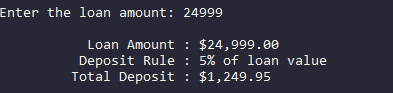 Enter the loan amount: 24999
Loan Amount : $24,999.00
Deposit Rule : 5% of loan value
Total Deposit : $1,249.95